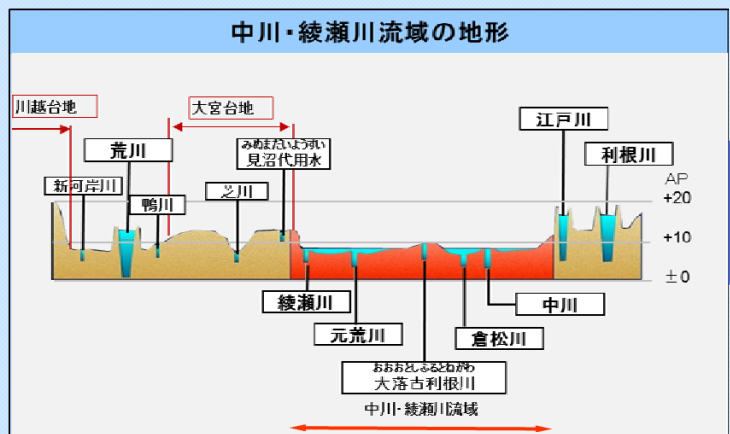 中川・綾瀬川流域の地形
川越台地
大宮台地
江戸川
荒川
みぬまだいようすい
見沼代用水
利根川
新河岸川
鴨川
芝川
AP
+20
+10
±0
綾瀬川
中川
元荒川
倉松川
おおおとしふるとねがわ
大落古利根川
中川・綾瀬川流域